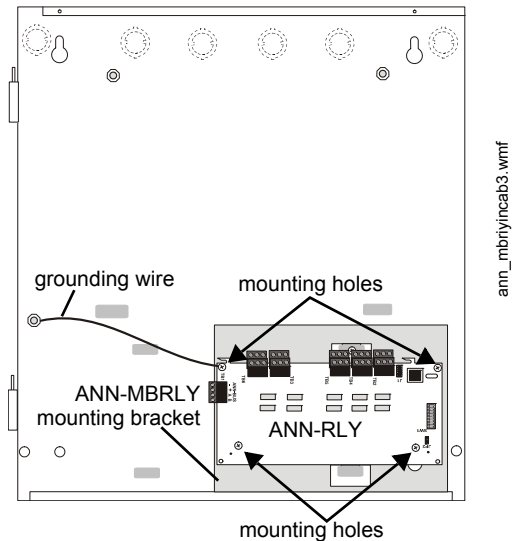 grounding wire
mounting holes
ANN-MBRLY
mounting bracket
ANN-RLY
mounting holes
ann_mbrlyincab3.wmf